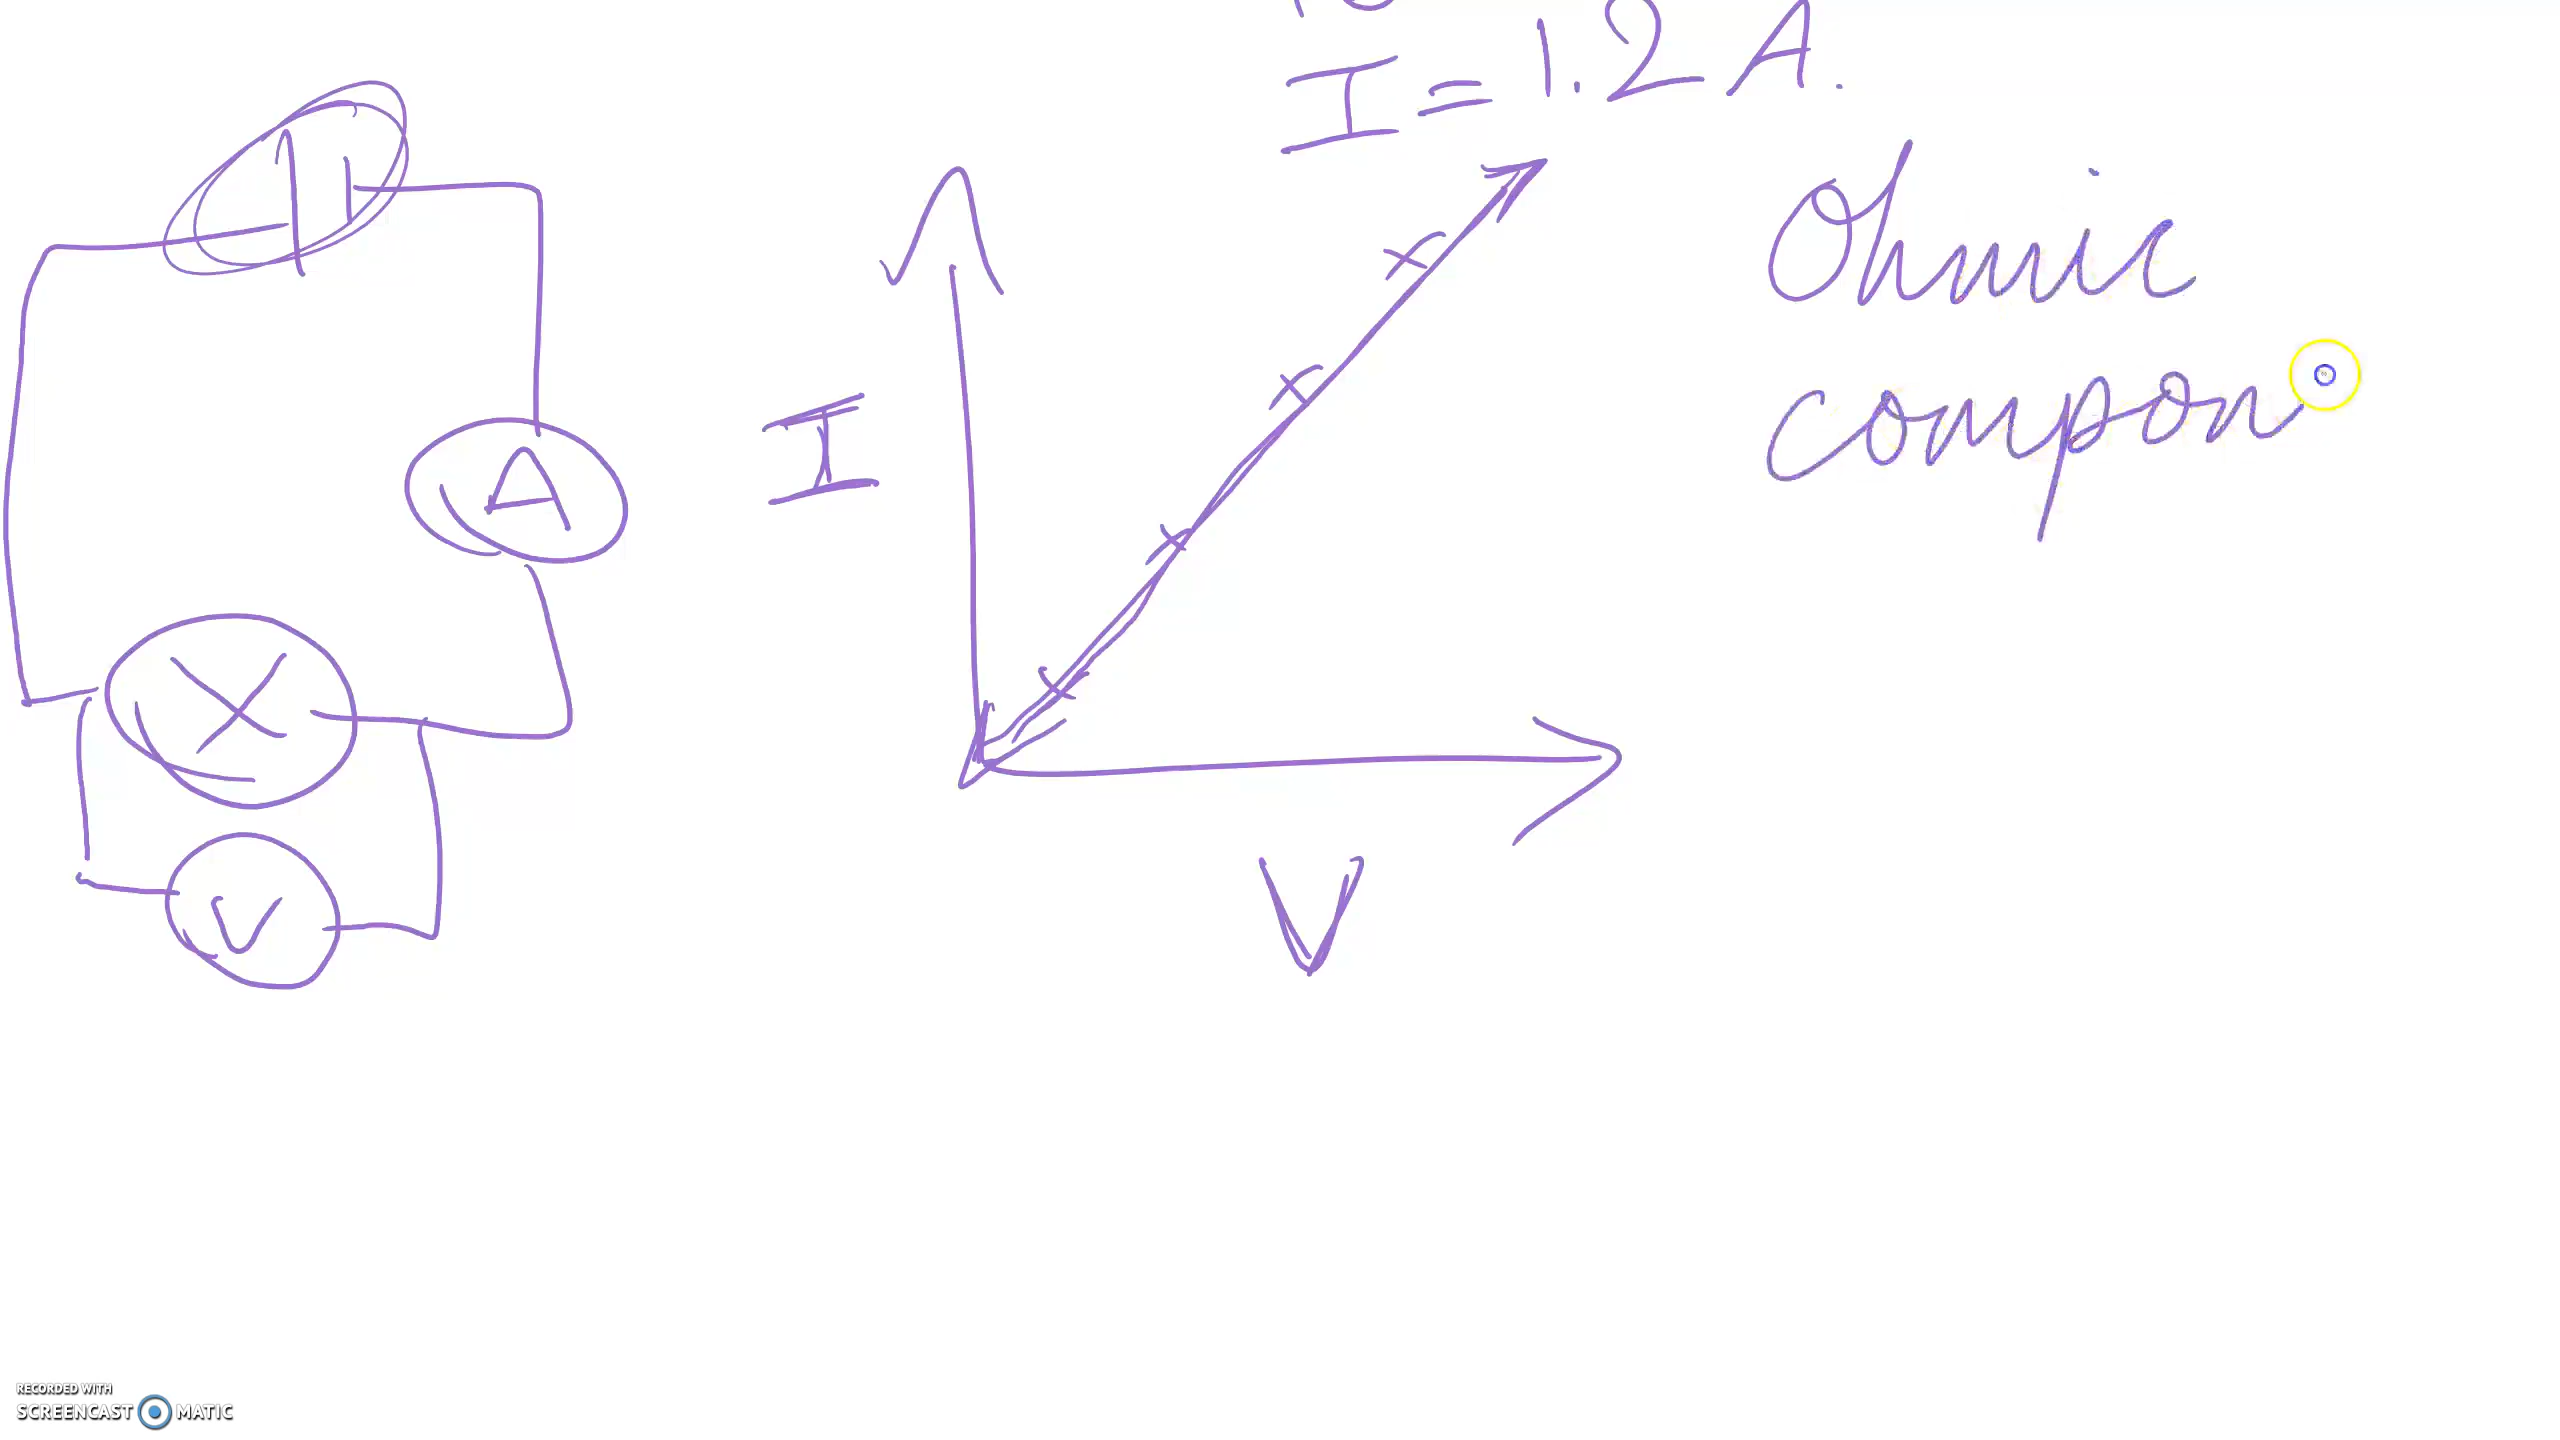 I = 1.2 A.
Ohmic
compon
I
A
X
V
V
RECORDED WITH
SCREENCAST MATIC